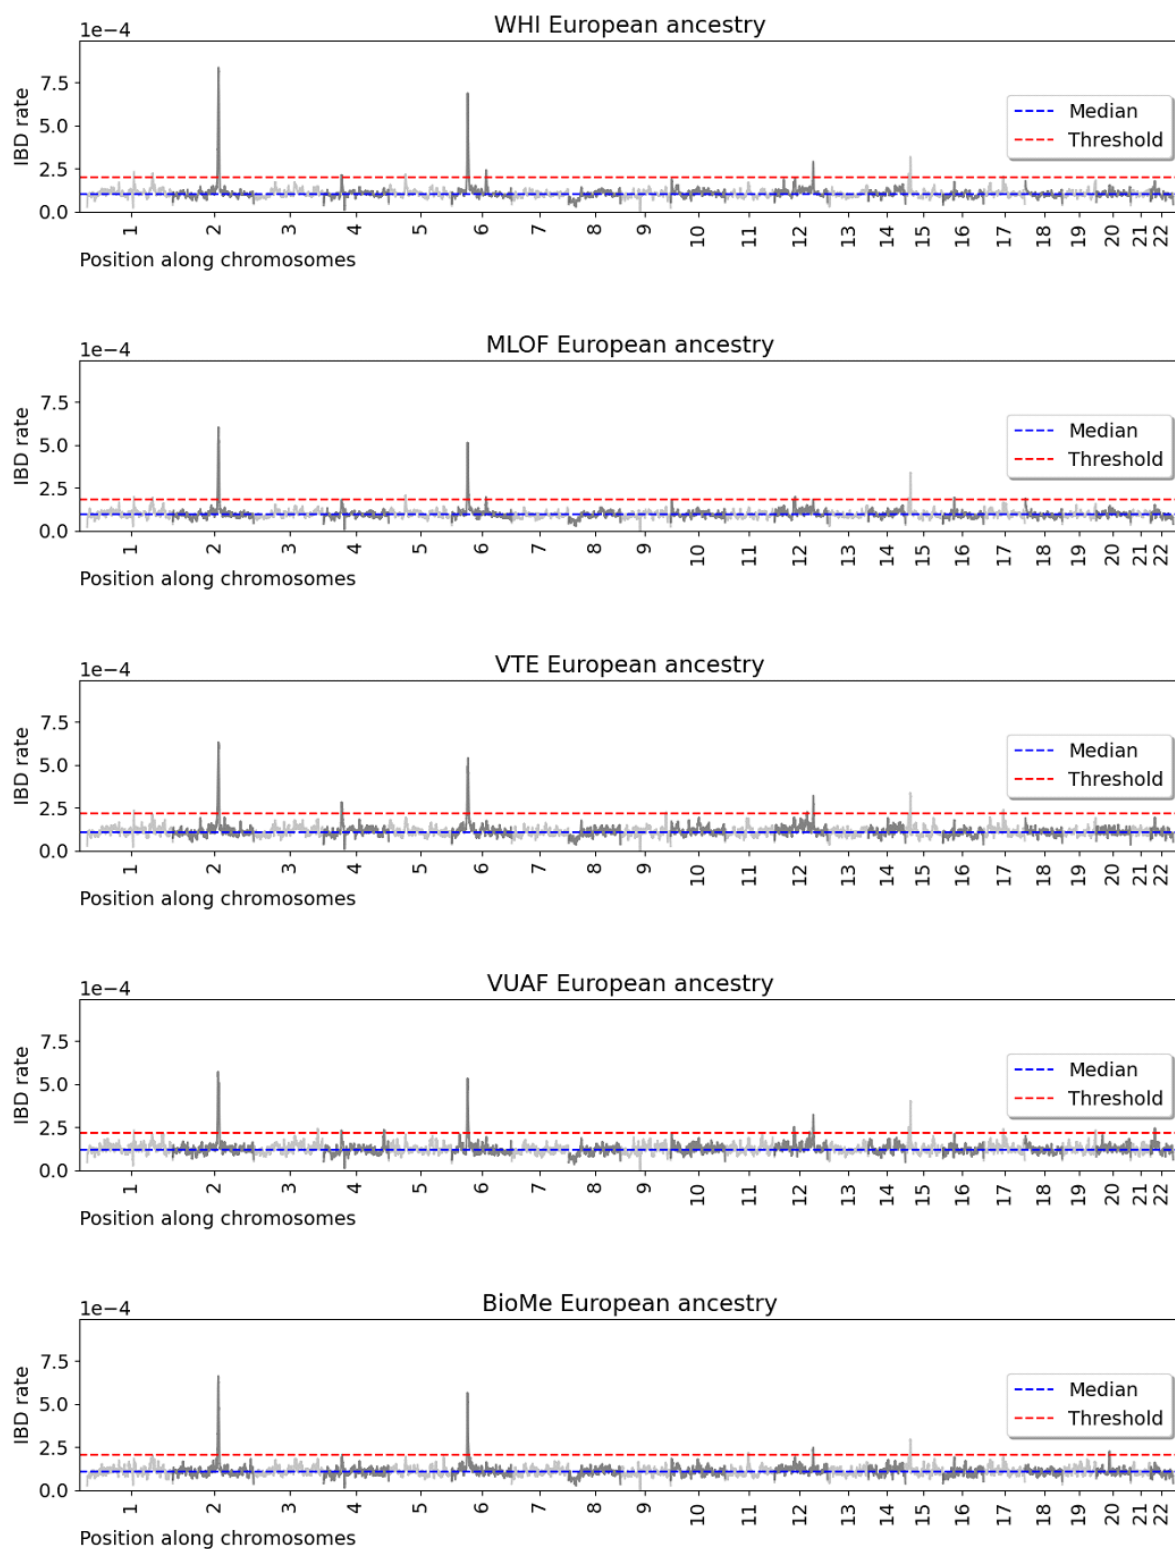 WHI European ancestry
1e−4
7.5
5.0
2.5
0.0
IBD rate
Median
Threshold
1 2 3 4 5 6 7 8 9 10 11 12 13 14 15 16 17 18 19 20 21 22
Position along chromosomes
MLOF European ancestry
1e−4
7.5
5.0
2.5
0.0
IBD rate
Median
Threshold
1 2 3 4 5 6 7 8 9 10 11 12 13 14 15 16 17 18 19 20 21 22
Position along chromosomes
VTE European ancestry
1e−4
7.5
5.0
2.5
0.0
IBD rate
Median
Threshold
1 2 3 4 5 6 7 8 9 10 11 12 13 14 15 16 17 18 19 20 21 22
Position along chromosomes
VUAF European ancestry
1e−4
7.5
5.0
2.5
0.0
IBD rate
Median
Threshold
1 2 3 4 5 6 7 8 9 10 11 12 13 14 15 16 17 18 19 20 21 22
Position along chromosomes
BioMe European ancestry
1e−4
7.5
5.0
2.5
0.0
IBD rate
Median
Threshold
1 2 3 4 5 6 7 8 9 10 11 12 13 14 15 16 17 18 19 20 21 22
Position along chromosomes